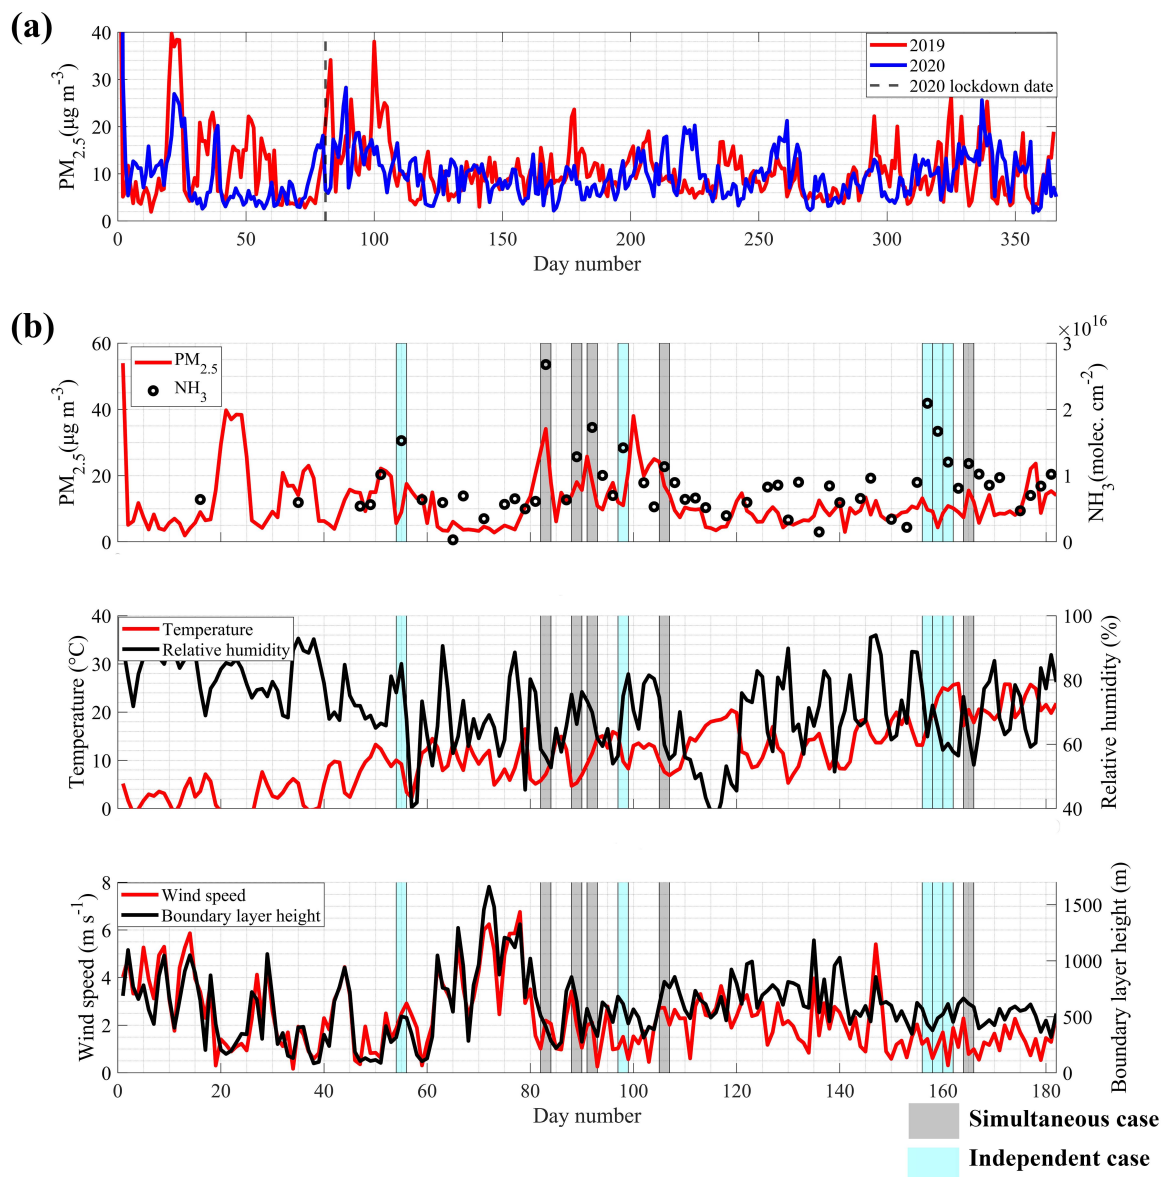 (a)
PM2.5(µg m-3)
40
30
20
10
0
2019
2020
2020 lockdown date
0 50 100 150 200 250 300 350
Day number
(b)
×10^16
PM2.5(µg m-3)
60
40
20
0
PM2.5
NH3
3
2
1
0
NH3(molec. cm-2)
Temperature (°C)
40
30
20
10
0
Temperature
Relative humidity
100
80
60
40
Relative humidity (%)
Wind speed (m s-1)
8
6
4
2
0
Wind speed
Boundary layer height
1500
1000
500
0
Boundary layer height (m)
0 20 40 60 80 100 120 140 160 180
Day number
Simultaneous case
Independent case